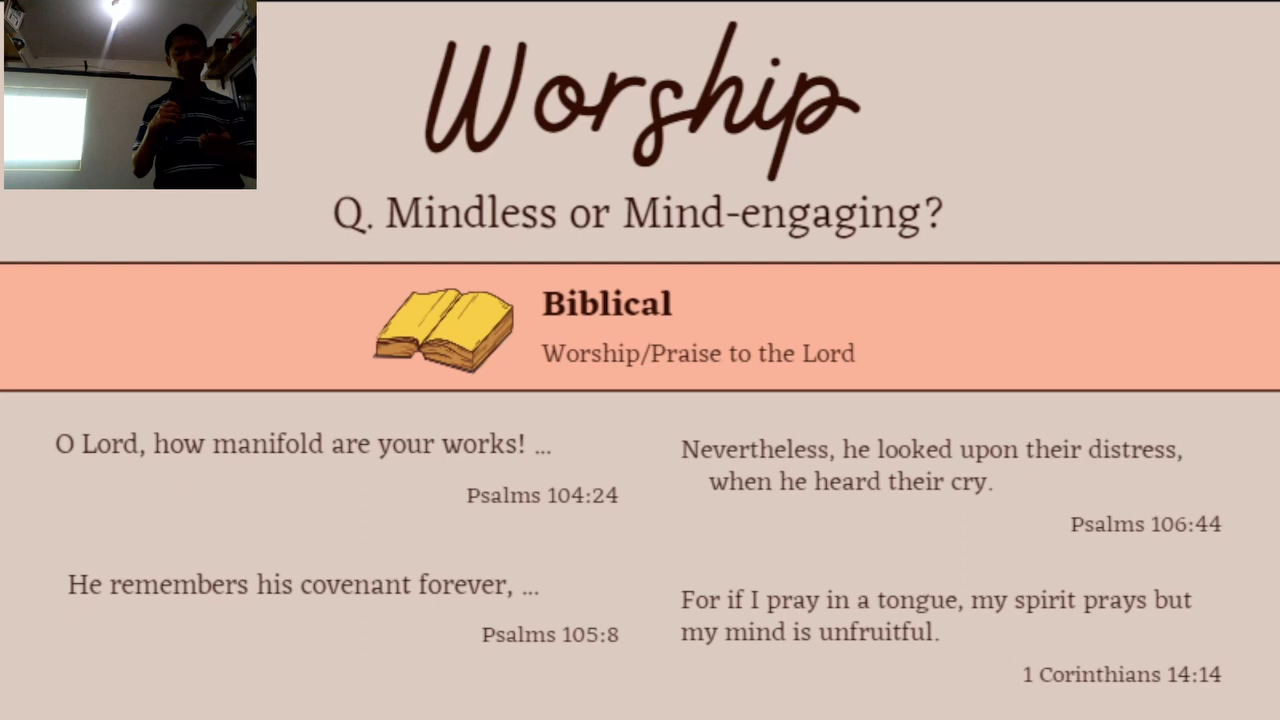 Worship
Q. Mindless or Mind-engaging?
Biblical
Worship/Praise to the Lord
O Lord, how manifold are your works! ...
Psalms 104:24
He remembers his covenant forever, ...
Psalms 105:8
Nevertheless, he looked upon their distress,
when he heard their cry.
Psalms 106:44
For if I pray in a tongue, my spirit prays but
my mind is unfruitful.
1 Corinthians 14:14